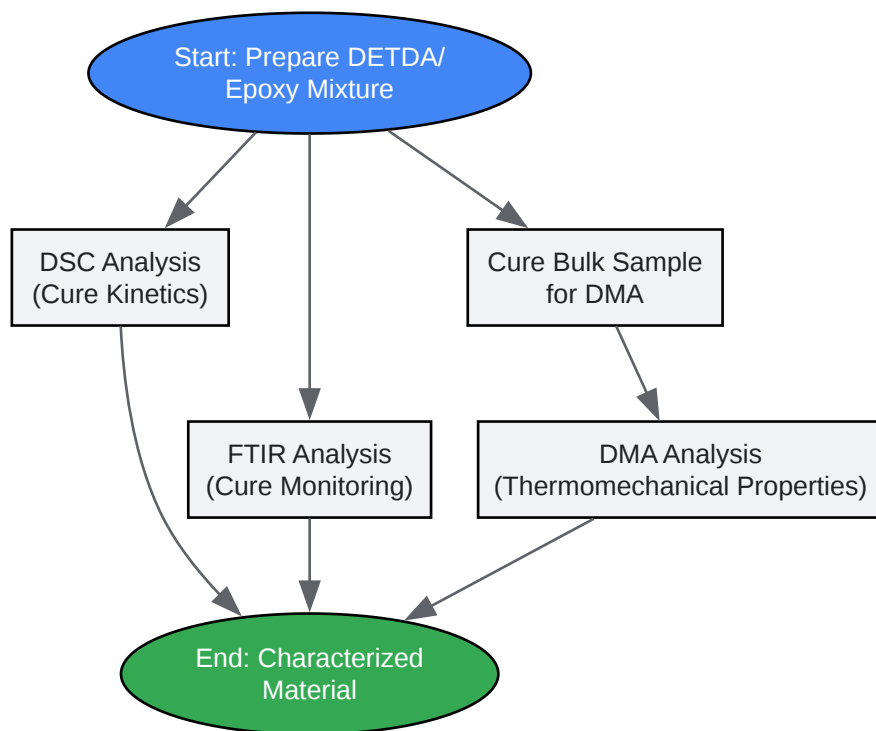 Start: Prepare DETDA/
Epoxy Mixture
DSC Analysis
(Cure Kinetics)
Cure Bulk Sample
for DMA
FTIR Analysis
(Cure Monitoring)
DMA Analysis
(Thermomechanical Properties)
End: Characterized
Material